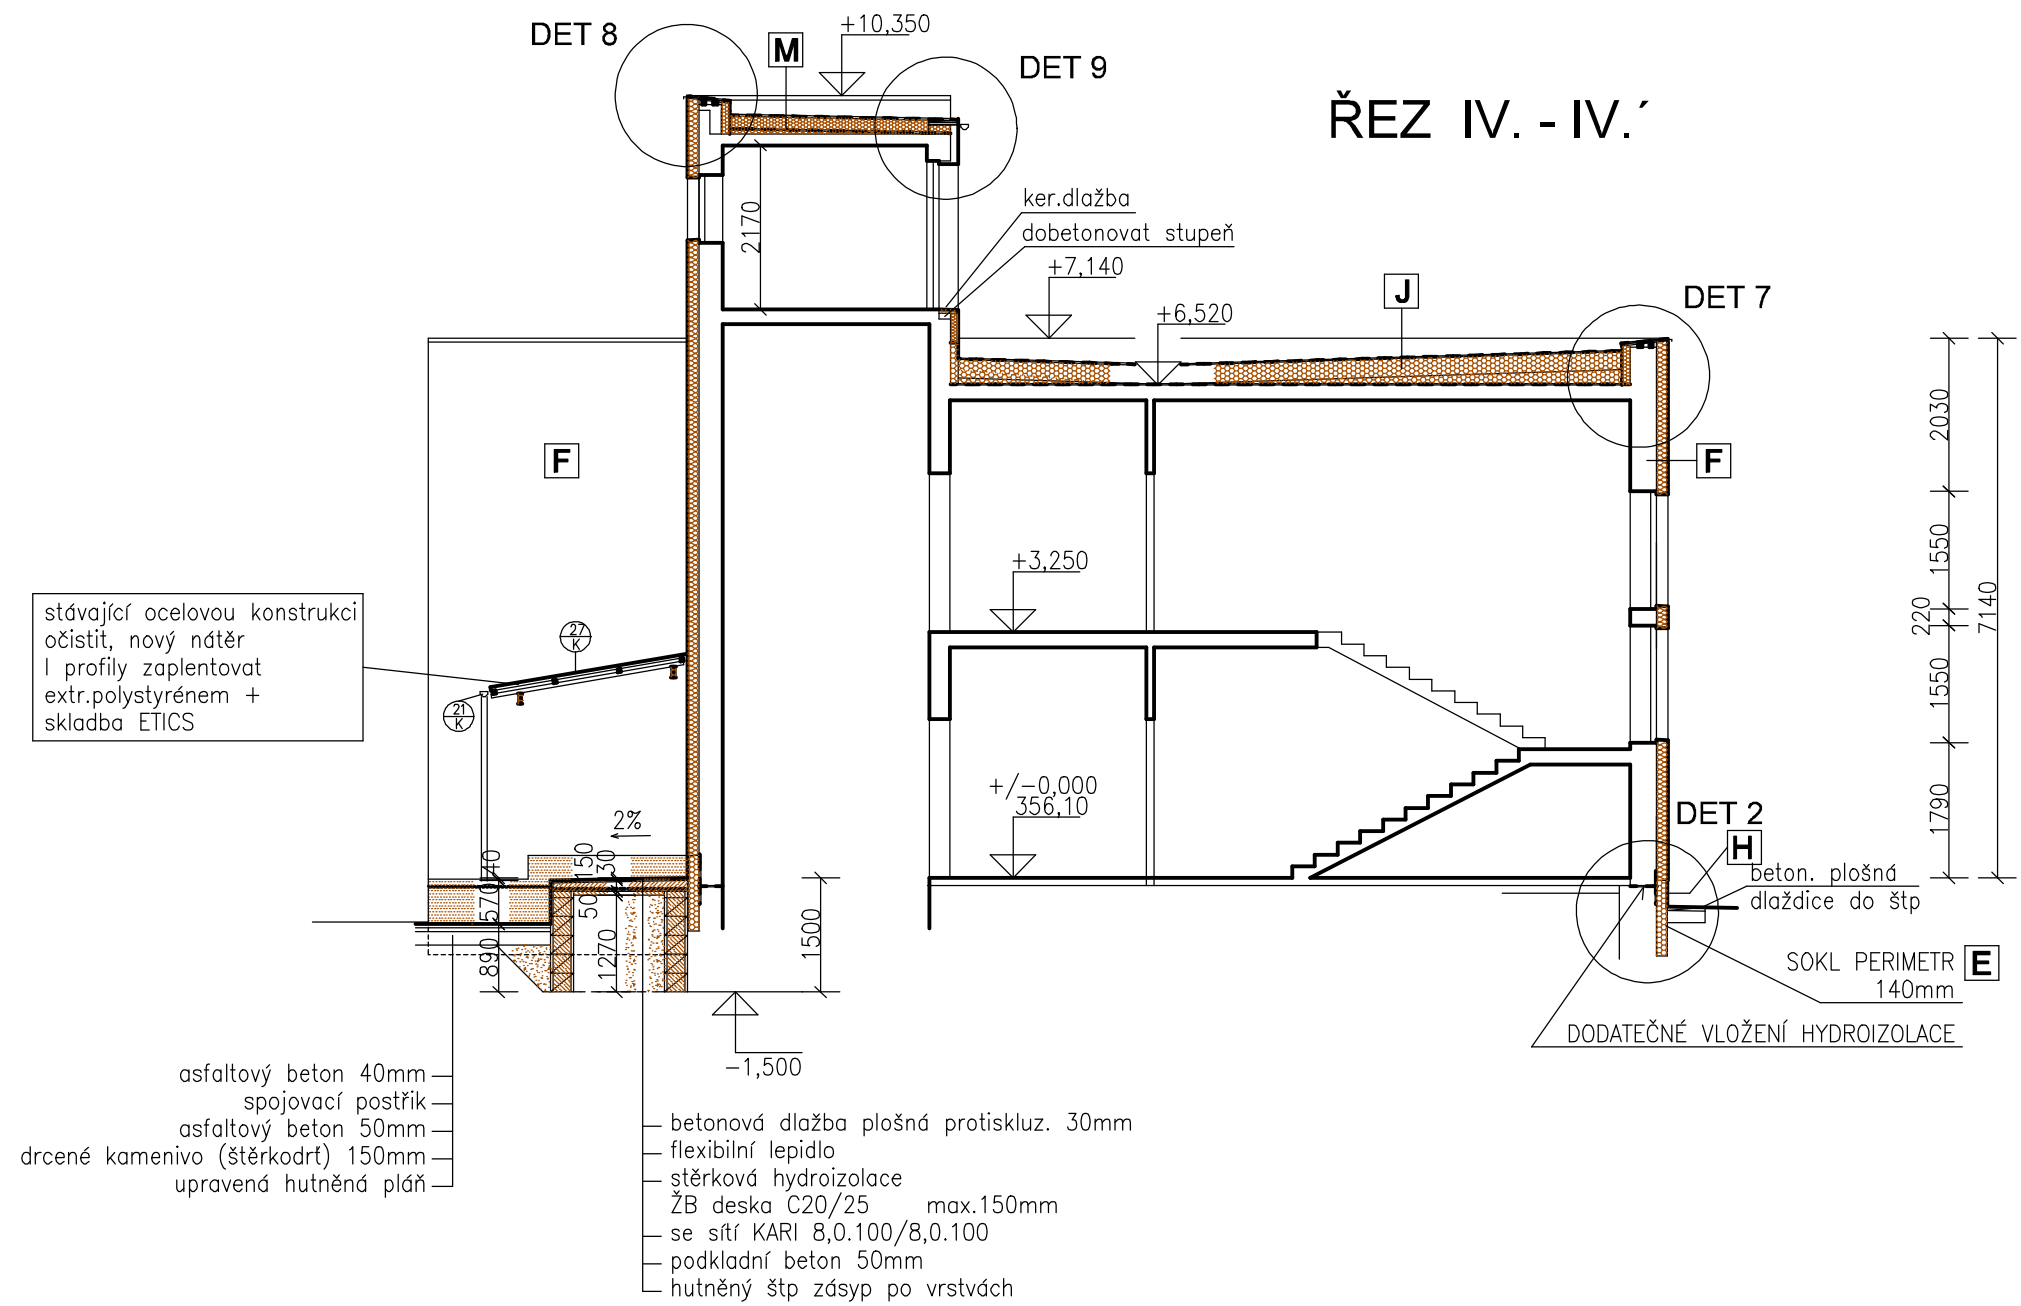 DET 8
M
+10,350
DET 9
ŘEZ IV. - IV.´
2170
ker.dlažba
dobetonovat stupeň
+7,140
+6,520
J
DET 7
F
F
2030
1550
220
1550
1790
7140
+3,250
stávající ocelovou konstrukci
očistit, nový nátěr
I profily zaplentovat
extr.polystyrénem +
skladba ETICS
27
K
21
K
+/-0,000
356,10
2%
40
570
890
150
30
50
1270
1500
-1,500
DET 2
H
beton. plošná
dlaždice do štp
SOKL PERIMETR
140mm
E
DODATEČNÉ VLOŽENÍ HYDROIZOLACE
asfaltový beton 40mm
spojovací postřik
asfaltový beton 50mm
drcené kamenivo (štěrkodrť) 150mm
upravená hutněná pláň
betonová dlažba plošná protiskluz. 30mm
flexibilní lepidlo
stěrková hydroizolace
ŽB deska C20/25 max.150mm
se sítí KARI 8,0.100/8,0.100
podkladní beton 50mm
hutněný štp zásyp po vrstvách